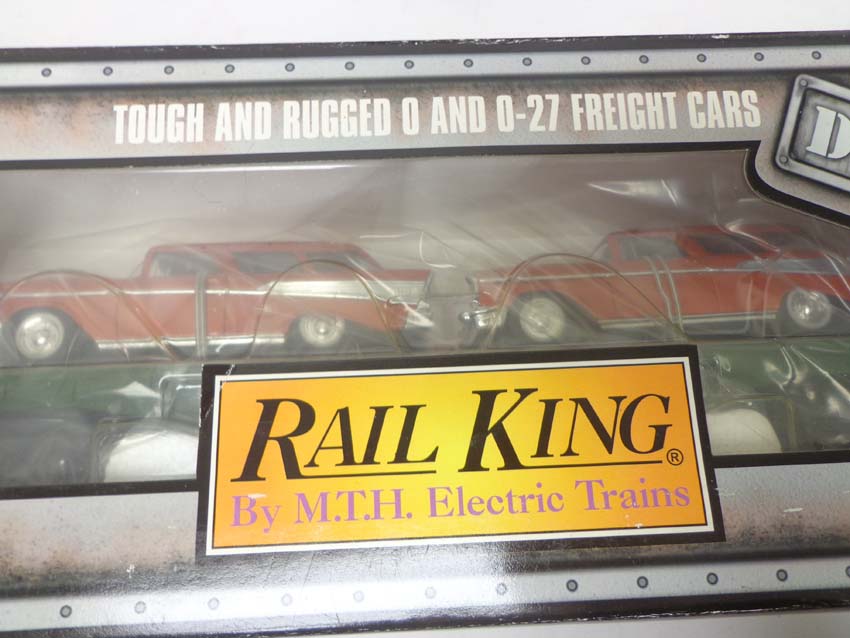 TOUGH AND RUGGED O AND O-27 FREIGHT CARS
D
RAIL KING®
By M.T.H. Electric Trains